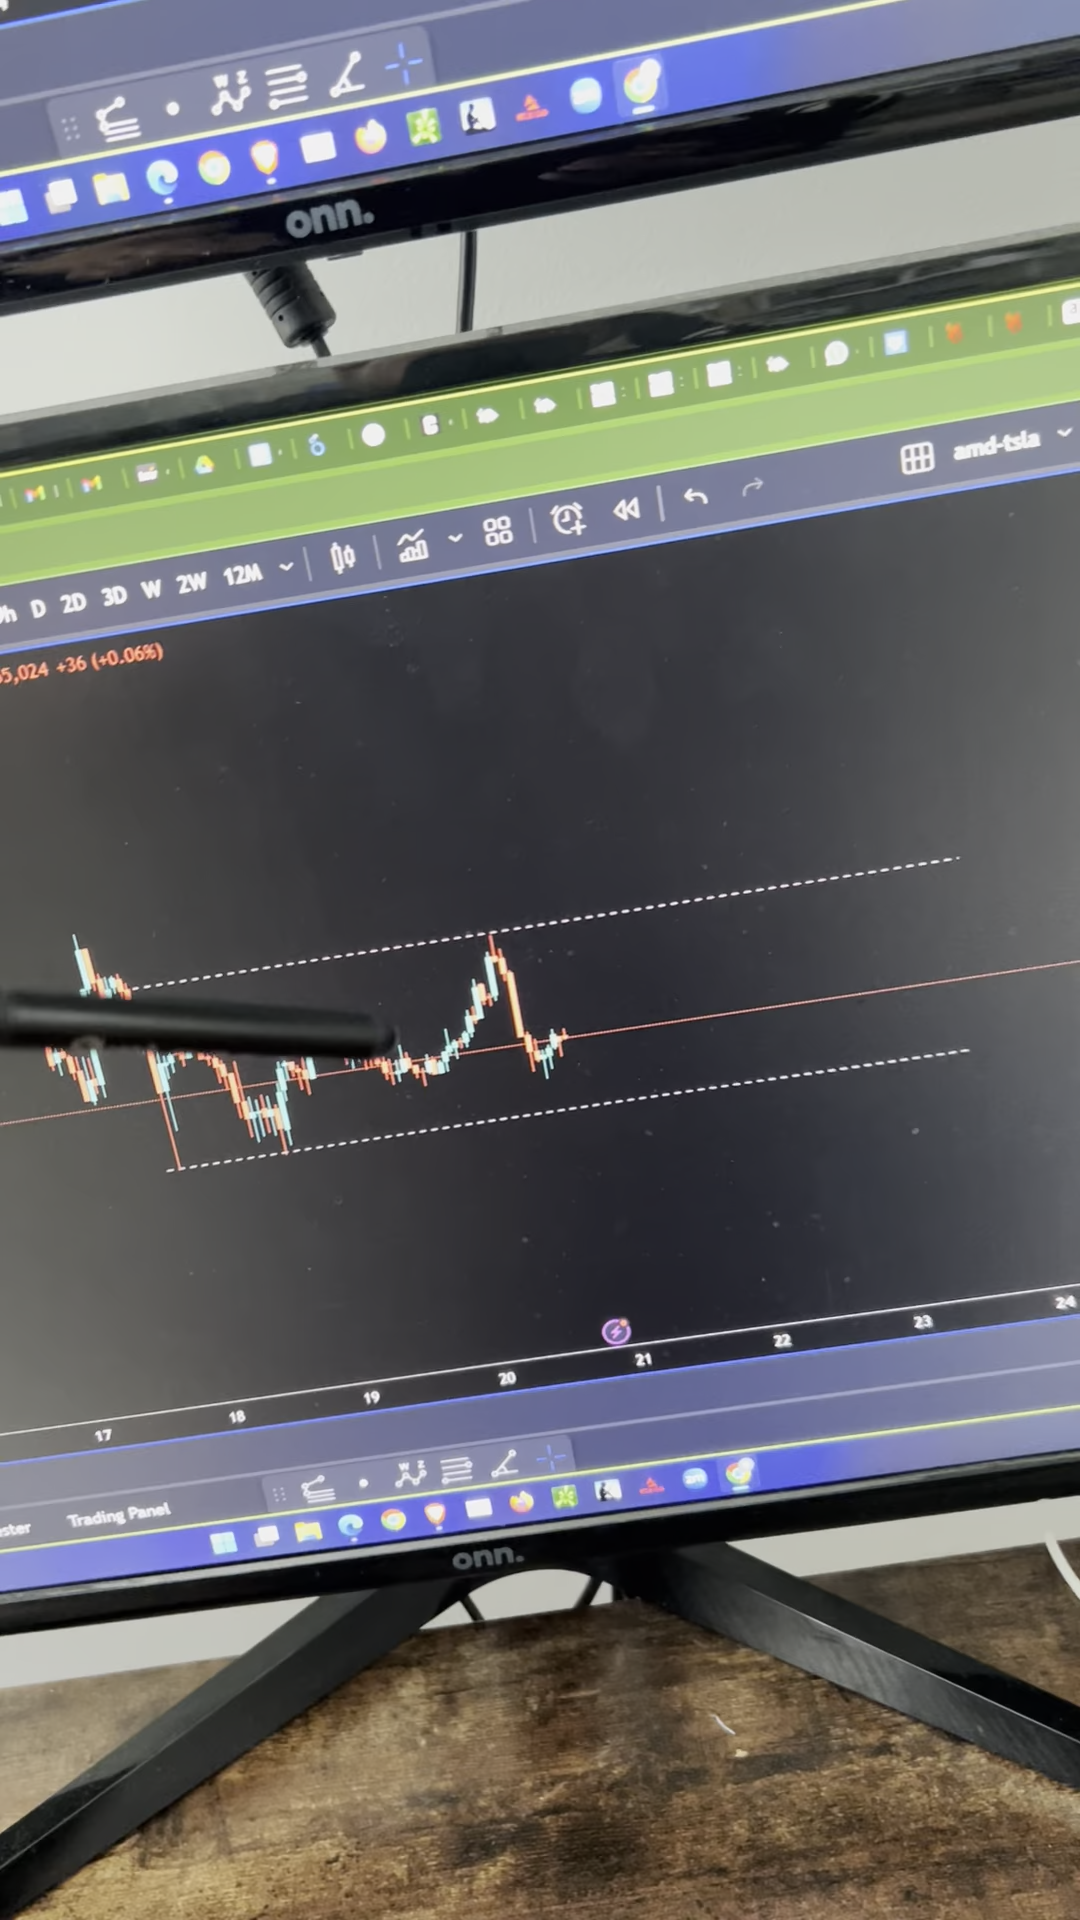 W Z
onn.
amd-tsla
h D 2D 3D W 2W 12M
5,024 +36 (+0.06%)
17 18 19 20 21 22 23 24
W Z
ster Trading Panel
onn.